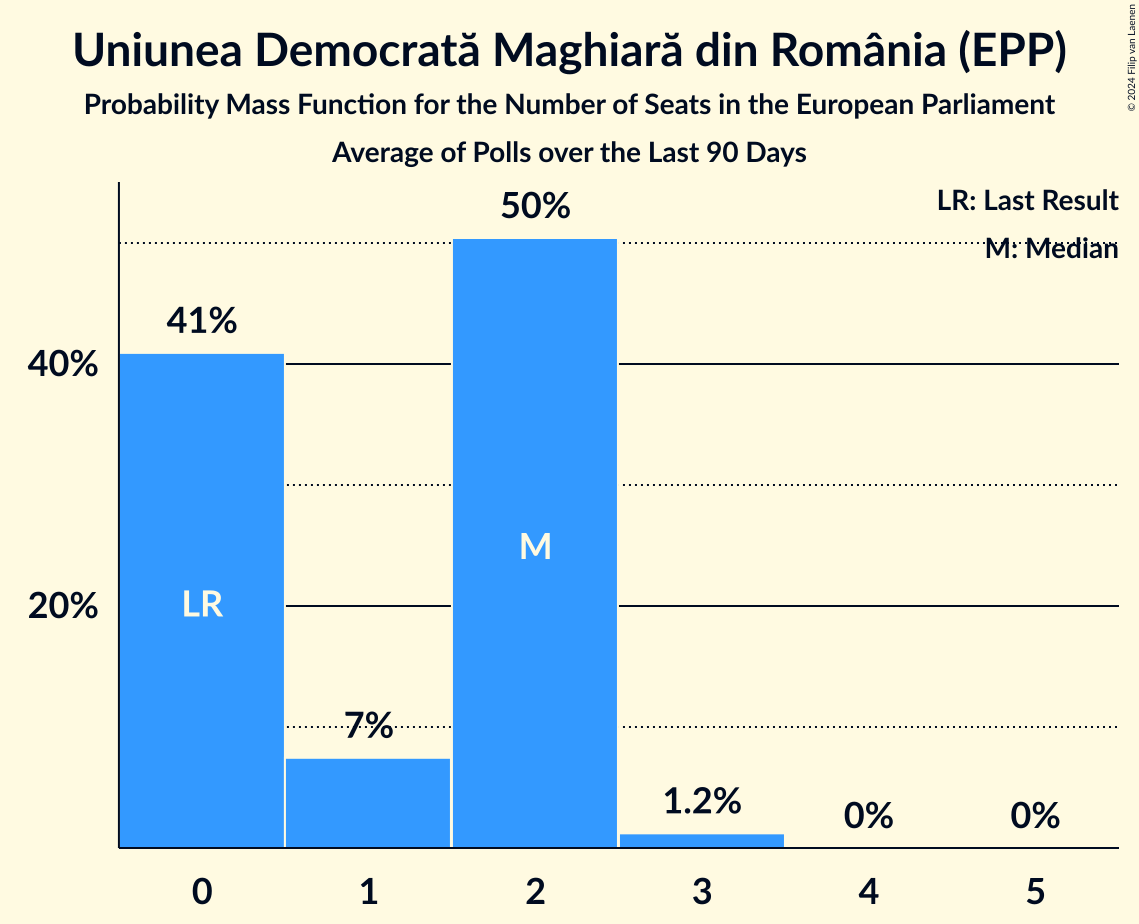 Uniunea Democrată Maghiară din România (EPP)
Probability Mass Function for the Number of Seats in the European Parliament
Average of Polls over the Last 90 Days
© 2024 Filip van Laenen
LR: Last Result
M: Median
50%
41%
40%
M
LR
20%
7%
1.2%
0%
0%
0
1
2
3
4
5